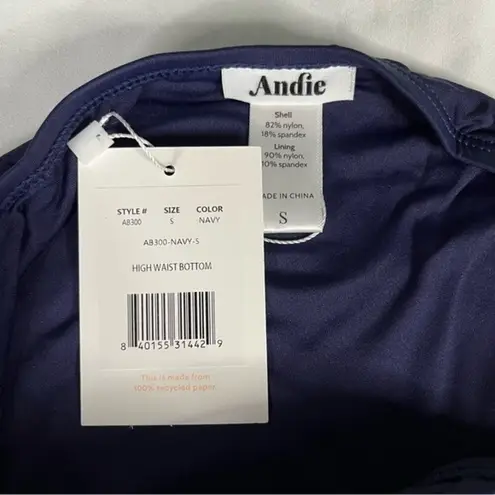 Andie
Shell
82% nylon,
18% spandex
Lining
90% nylon,
10% spandex
MADE IN CHINA
S
STYLE # SIZE COLOR
AB300 S NAVY
AB300-NAVY-S
HIGH WAIST BOTTOM
8 40155 31442 9
This is made from
100% recycled paper.